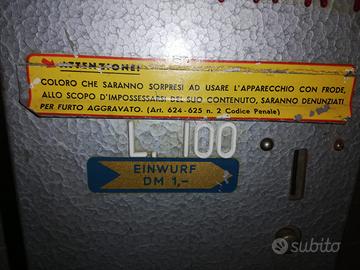 ATTENZIONE!
COLORO CHE SARANNO SORPRESI AD USARE L'APPARECCHIO CON FRODE,
ALLO SCOPO D'IMPOSSESSARSI DEL SUO CONTENUTO, SARANNO DENUNZIATI
PER FURTO AGGRAVATO. (Art. 624 - 625 n. 2 Codice Penale)
L. 100
EINWURF
DM 1,-
subito